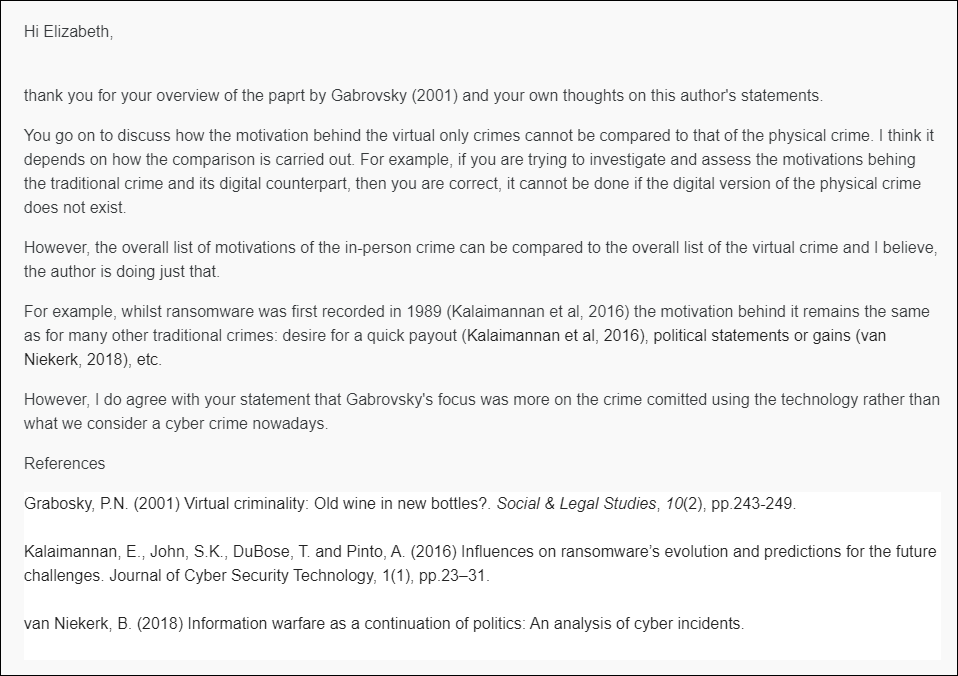 Hi Elizabeth,
thank you for your overview of the paprt by Gabrovsky (2001) and your own thoughts on this author's statements.
You go on to discuss how the motivation behind the virtual only crimes cannot be compared to that of the physical crime. I think it
depends on how the comparison is carried out. For example, if you are trying to investigate and assess the motivations behing
the traditional crime and its digital counterpart, then you are correct, it cannot be done if the digital version of the physical crime
does not exist.
However, the overall list of motivations of the in-person crime can be compared to the overall list of the virtual crime and I believe,
the author is doing just that.
For example, whilst ransomware was first recorded in 1989 (Kalaimannan et al, 2016) the motivation behind it remains the same
as for many other traditional crimes: desire for a quick payout (Kalaimannan et al, 2016), political statements or gains (van
Niekerk, 2018), etc.
However, I do agree with your statement that Gabrovsky's focus was more on the crime comitted using the technology rather than
what we consider a cyber crime nowadays.
References
Grabosky, P.N. (2001) Virtual criminality: Old wine in new bottles?. Social & Legal Studies, 10(2), pp.243-249.
Kalaimannan, E., John, S.K., DuBose, T. and Pinto, A. (2016) Influences on ransomware’s evolution and predictions for the future
challenges. Journal of Cyber Security Technology, 1(1), pp.23–31.
van Niekerk, B. (2018) Information warfare as a continuation of politics: An analysis of cyber incidents.